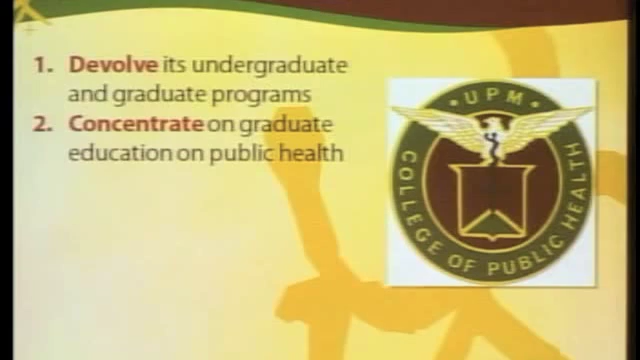 1. Devolve its undergraduate
and graduate programs
2. Concentrate on graduate
education on public health
· UPM ·
COLLEGE OF PUBLIC HEALTH